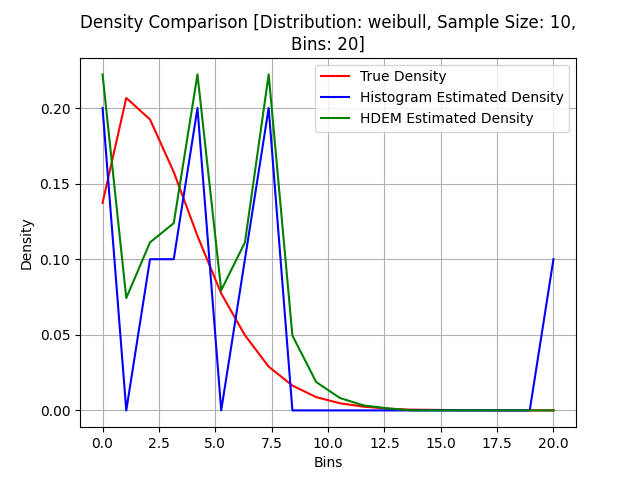 Density Comparison [Distribution: weibull, Sample Size: 10,
Bins: 20]
True Density
Histogram Estimated Density
HDEM Estimated Density
Density
0.20
0.15
0.10
0.05
0.00
0.0 2.5 5.0 7.5 10.0 12.5 15.0 17.5 20.0
Bins